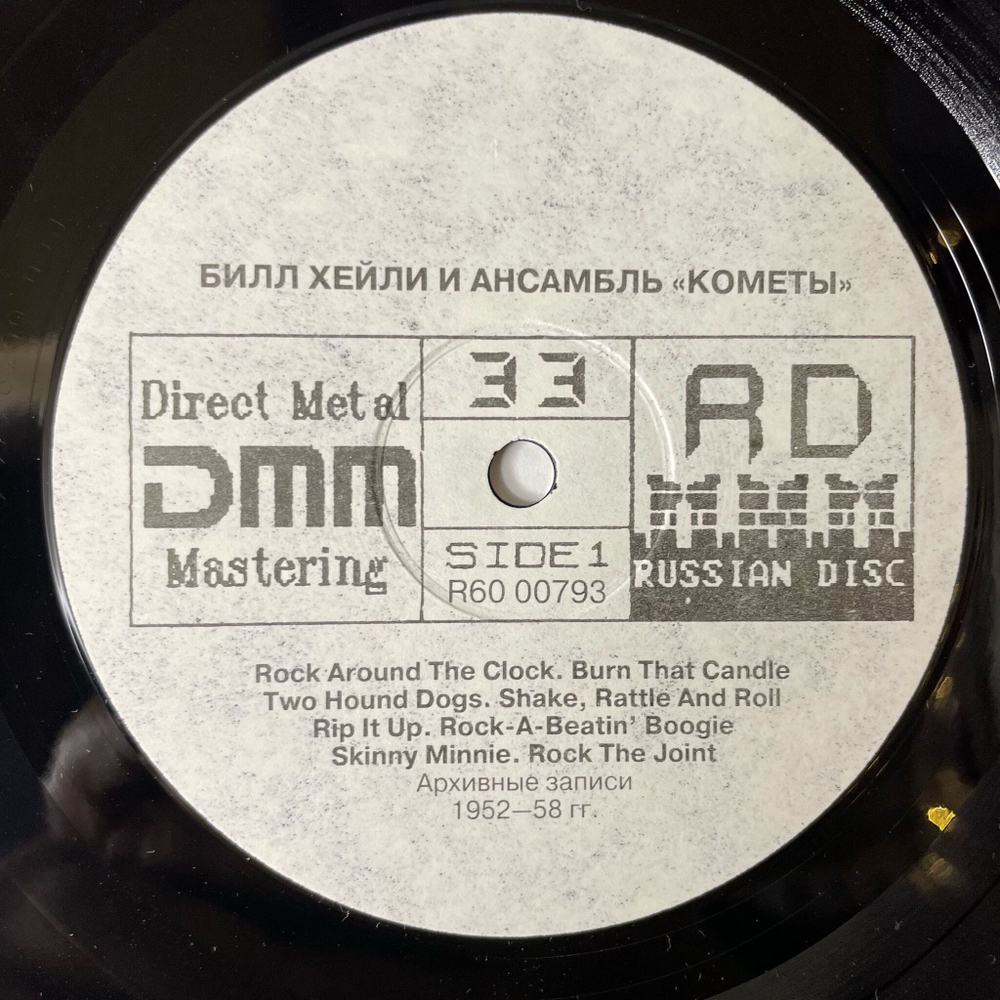 БИЛЛ ХЕЙЛИ И АНСАМБЛЬ «КОМЕТЫ»
Direct Metal
DMM
Mastering
33
SIDE 1
R60 00793
RD
RUSSIAN DISC
Rock Around The Clock. Burn That Candle
Two Hound Dogs. Shake, Rattle And Roll
Rip It Up. Rock-A-Beatin’ Boogie
Skinny Minnie. Rock The Joint
Архивные записи
1952—58 гг.